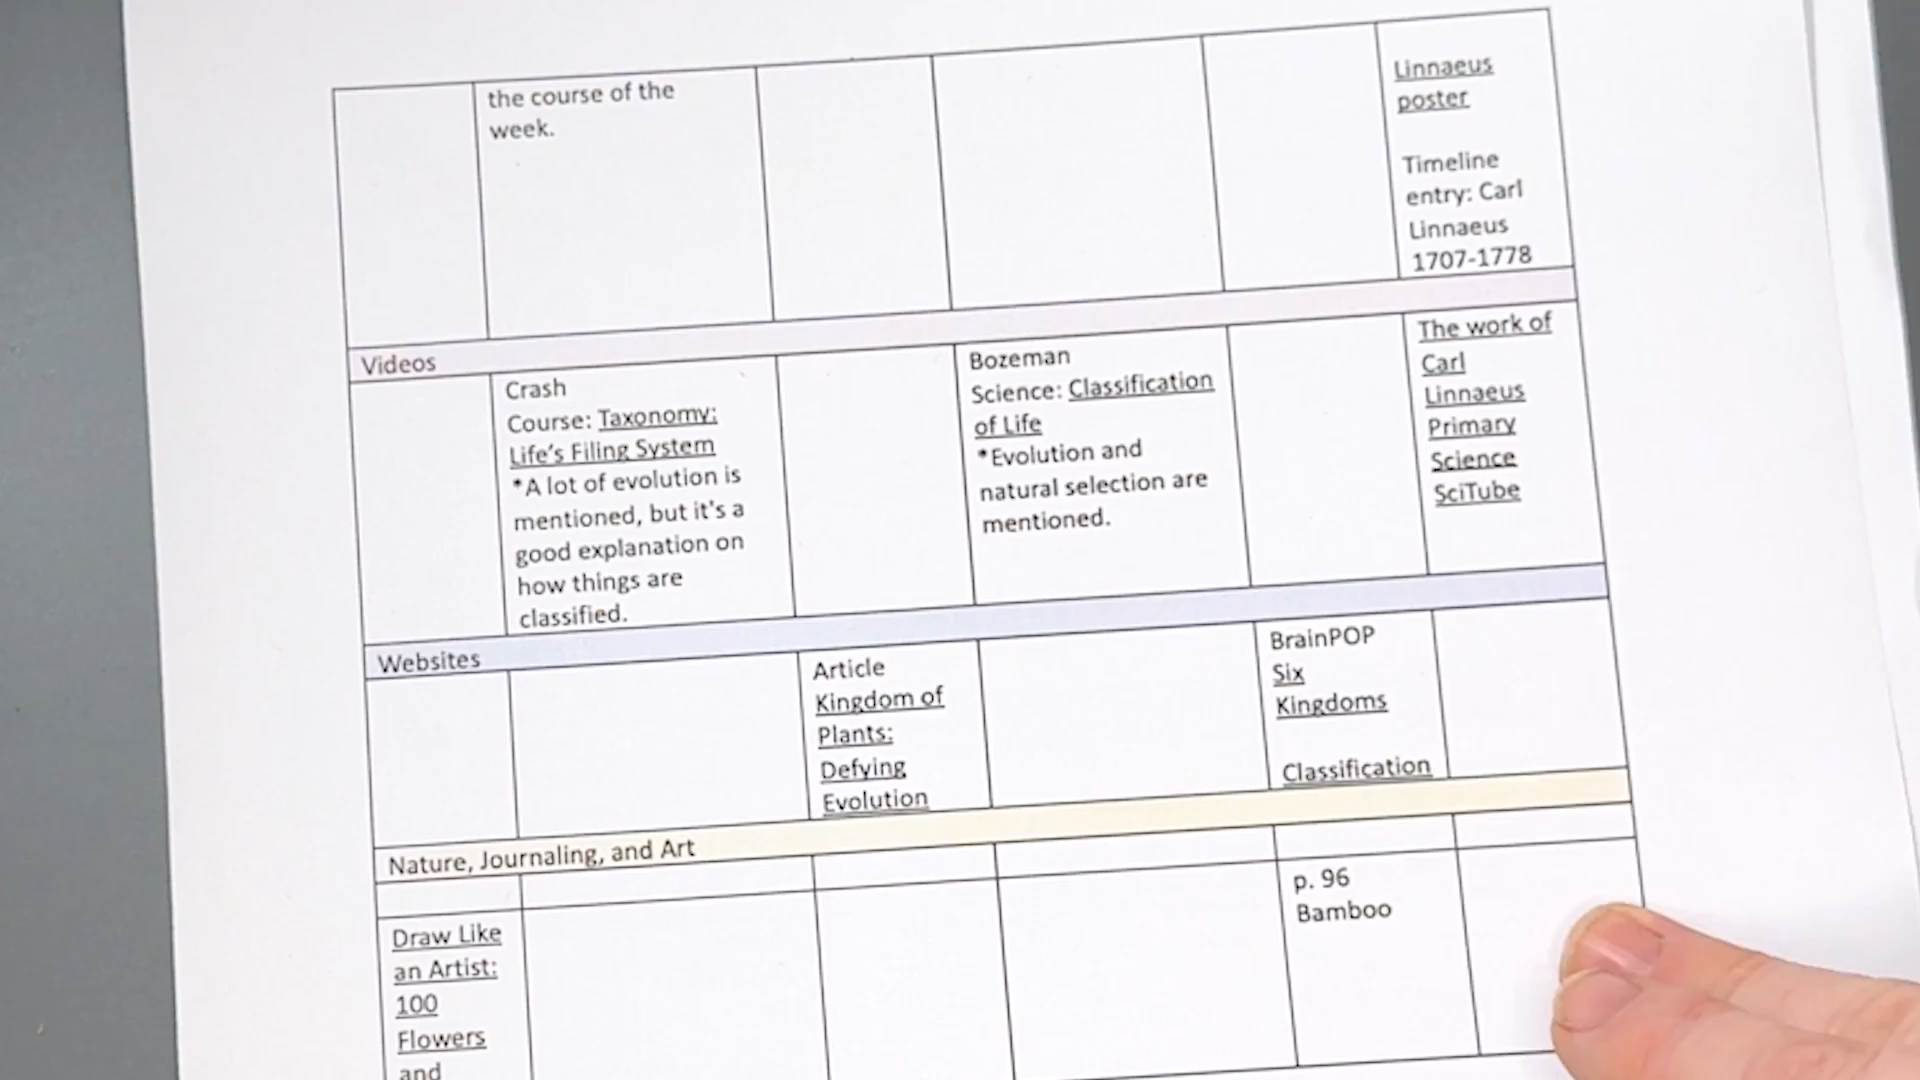 the course of the
week.
Linnaeus
poster
Timeline
entry: Carl
Linnaeus
1707-1778
Videos
Crash
Course: Taxonomy:
Life's Filing System
*A lot of evolution is
mentioned, but it's a
good explanation on
how things are
classified.
Bozeman
Science: Classification
of Life
*Evolution and
natural selection are
mentioned.
The work of
Carl
Linnaeus
Primary
Science
SciTube
Websites
Article
Kingdom of
Plants:
Defying
Evolution
BrainPOP
Six
Kingdoms
Classification
Nature, Journaling, and Art
Draw Like
an Artist:
100
Flowers
and
p. 96
Bamboo